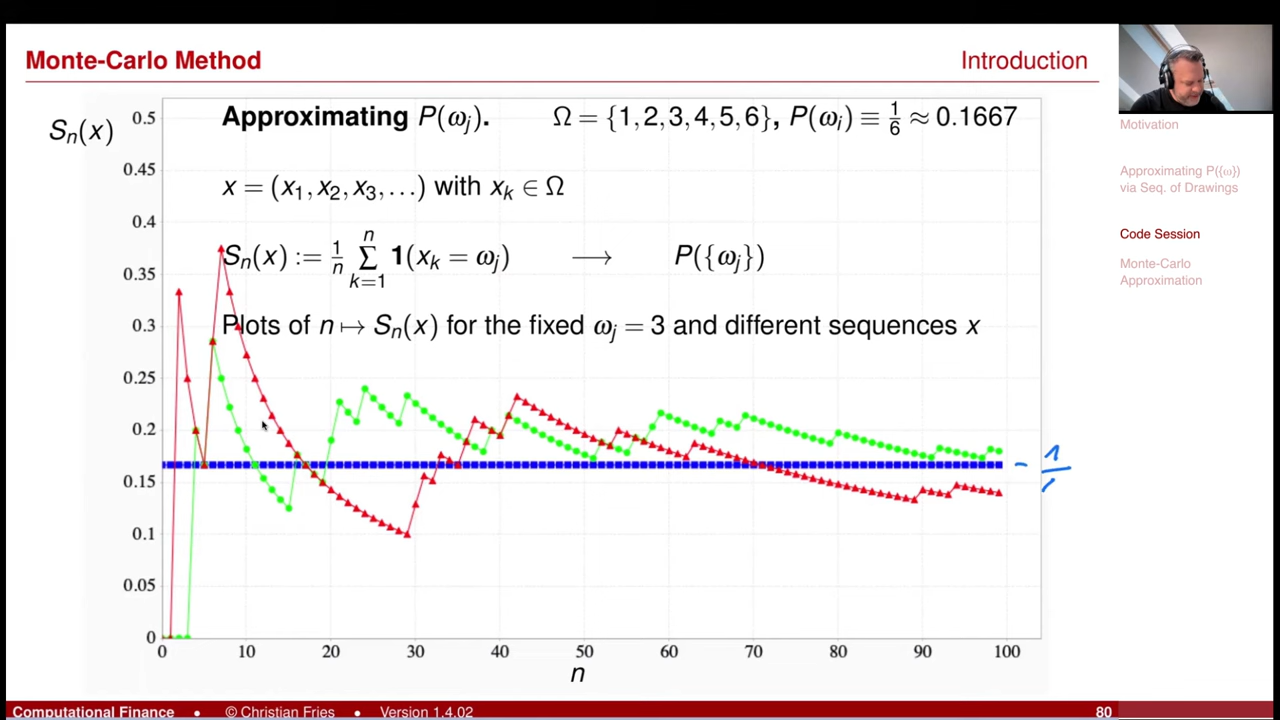 Monte-Carlo Method
Introduction
Approximating P(ωⱼ). Ω = {1,2,3,4,5,6}, P(ωᵢ) ≡ 1/6 ≈ 0.1667
x = (x₁, x₂, x₃, ...) with xₖ ∈ Ω
Sₙ(x) := 1/n ∑ₖ₌₁ⁿ 1(xₖ = ωⱼ) ⟶ P({ωⱼ})
Plots of n ↦ Sₙ(x) for the fixed ωⱼ = 3 and different sequences x
Sₙ(x)
0.5
0.45
0.4
0.35
0.3
0.25
0.2
0.15
0.1
0.05
0
0 10 20 30 40 50 60 70 80 90 100
n
Motivation
Approximating P({ω})
via Seq. of Drawings
Code Session
Monte-Carlo
Approximation
Computational Finance • © Christian Fries • Version 1.4.02
80